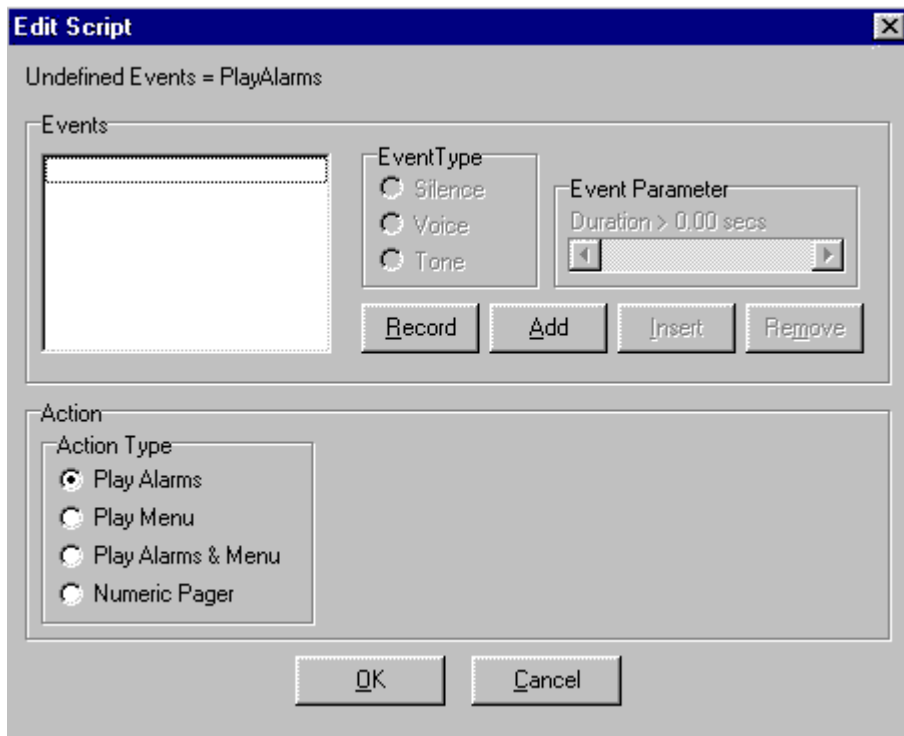 Edit Script
Undefined Events = PlayAlarms
Events
EventType
Silence
Voice
Tone
Event Parameter
Duration > 0.00 secs
Record
Add
Insert
Remove
Action
Action Type
Play Alarms
Play Menu
Play Alarms & Menu
Numeric Pager
OK
Cancel